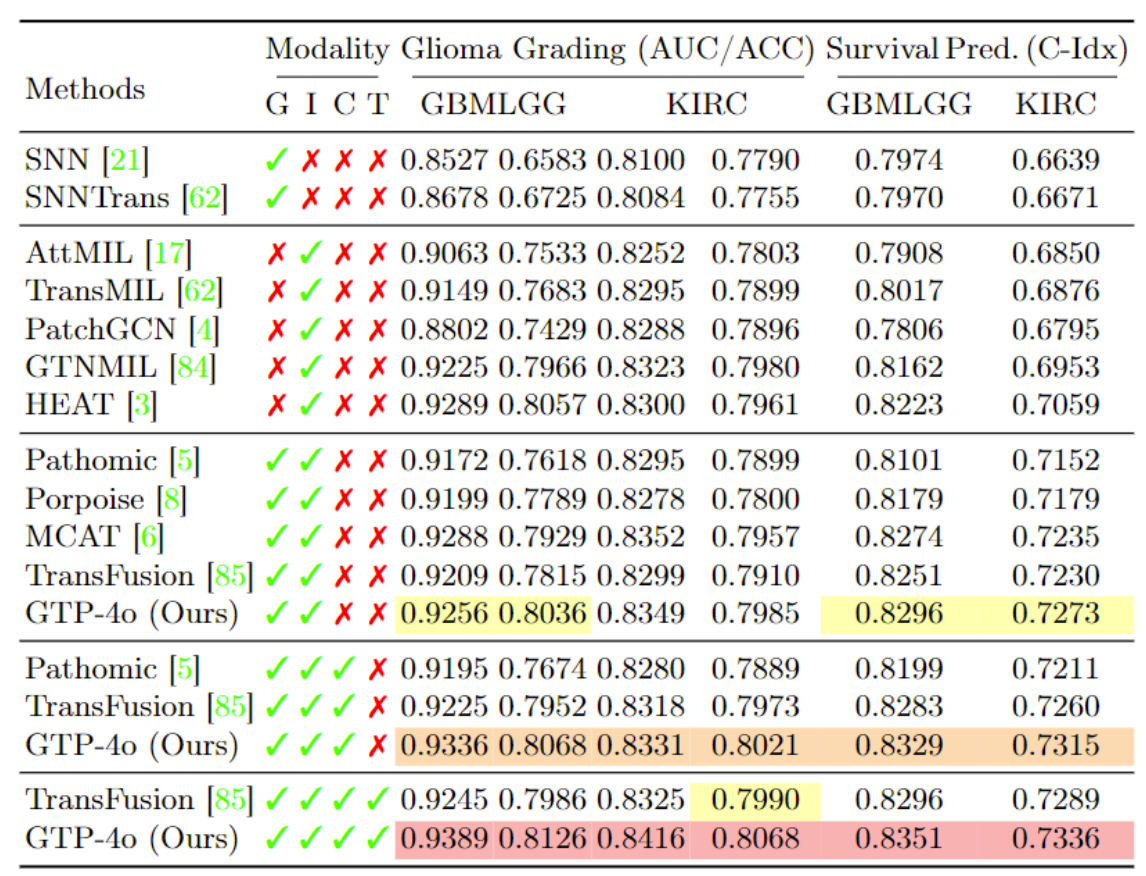 Modality Glioma Grading (AUC/ACC) Survival Pred. (C-Idx)
Methods
G I C T GBMLGG KIRC GBMLGG KIRC
SNN [21] ✓ ✗ ✗ ✗ 0.8527 0.6583 0.8100 0.7790 0.7974 0.6639
SNNTrans [62] ✓ ✗ ✗ ✗ 0.8678 0.6725 0.8084 0.7755 0.7970 0.6671
AttMIL [17] ✗ ✓ ✗ ✗ 0.9063 0.7533 0.8252 0.7803 0.7908 0.6850
TransMIL [62] ✗ ✓ ✗ ✗ 0.9149 0.7683 0.8295 0.7899 0.8017 0.6876
PatchGCN [4] ✗ ✓ ✗ ✗ 0.8802 0.7429 0.8288 0.7896 0.7806 0.6795
GTNMIL [84] ✗ ✓ ✗ ✗ 0.9225 0.7966 0.8323 0.7980 0.8162 0.6953
HEAT [3] ✗ ✓ ✗ ✗ 0.9289 0.8057 0.8300 0.7961 0.8223 0.7059
Pathomic [5] ✓ ✓ ✗ ✗ 0.9172 0.7618 0.8295 0.7899 0.8101 0.7152
Porpoise [8] ✓ ✓ ✗ ✗ 0.9199 0.7789 0.8278 0.7800 0.8179 0.7179
MCAT [6] ✓ ✓ ✗ ✗ 0.9288 0.7929 0.8352 0.7957 0.8274 0.7235
TransFusion [85] ✓ ✓ ✗ ✗ 0.9209 0.7815 0.8299 0.7910 0.8251 0.7230
GTP-4o (Ours) ✓ ✓ ✗ ✗ 0.9256 0.8036 0.8349 0.7985 0.8296 0.7273
Pathomic [5] ✓ ✓ ✓ ✗ 0.9195 0.7674 0.8280 0.7889 0.8199 0.7211
TransFusion [85] ✓ ✓ ✓ ✗ 0.9225 0.7952 0.8318 0.7973 0.8283 0.7260
GTP-4o (Ours) ✓ ✓ ✓ ✗ 0.9336 0.8068 0.8331 0.8021 0.8329 0.7315
TransFusion [85] ✓ ✓ ✓ ✓ 0.9245 0.7986 0.8325 0.7990 0.8296 0.7289
GTP-4o (Ours) ✓ ✓ ✓ ✓ 0.9389 0.8126 0.8416 0.8068 0.8351 0.7336